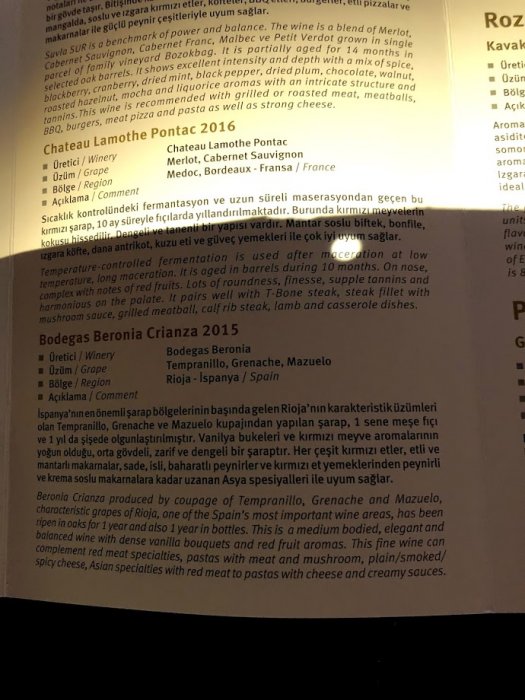 bir gövde taşır. Bitişinde
mangalda, soslu ve ızgara kırmızı etler, köfteler,
makarnalar ile güçlü peynir çeşitleriyle uyum sağlar.
Suvla SUR is a benchmark of power and balance. The wine is a blend of Merlot,
Cabernet Sauvignon, Cabernet Franc, Malbec ve Petit Verdot grown in single
parcel of family vineyard Bozokbag. It is partially aged for 14 months in
selected oak barrels. It shows excellent intensity and depth with a mix of spice,
blackberry, cranberry, dried mint, black pepper, dried plum, chocolate, walnut,
roasted hazelnut, mocha and liquorice aromas with an intricate structure and
tannins.This wine is recommended with grilled or roasted meat, meatballs,
BBQ, burgers, meat pizza and pasta as well as strong cheese.
Chateau Lamothe Pontac 2016
■ Üretici / Winery Chateau Lamothe Pontac
■ Üzüm / Grape Merlot, Cabernet Sauvignon
■ Bölge / Region Medoc, Bordeaux - Fransa / France
■ Açıklama / Comment
Sıcaklık kontrolündeki fermantasyon ve uzun süreli maserasyondan geçen bu
kırmızı şarap, 10 ay süreyle fıçılarda yıllandırılmaktadır. Burunda kırmızı meyvelerin
kokusu hissedilir. Dengeli ve tanenli bir yapısı vardır. Mantar soslu biftek, bonfile,
ızgara köfte, dana antrikot, kuzu eti ve güveç yemekleri ile çok iyi uyum sağlar.
Temperature-controlled fermentation is used after maceration at low
temperature, long maceration. It is aged in barrels during 10 months. On nose,
complex with notes of red fruits. Lots of roundness, finesse, supple tannins and
harmonious on the palate. It pairs well with T-Bone steak, steak fillet with
mushroom sauce, grilled meatball, calf rib steak, lamb and casserole dishes.
Bodegas Beronia Crianza 2015
■ Üretici / Winery Bodegas Beronia
■ Üzüm / Grape Tempranillo, Grenache, Mazuelo
■ Bölge / Region Rioja - İspanya / Spain
■ Açıklama / Comment
İspanya'nın en önemli şarap bölgelerinin başında gelen Rioja'nın karakteristik üzümleri
olan Tempranillo, Grenache ve Mazuelo kupajından yapılan şarap, 1 sene meşe fıçı
ve 1 yıl da şişede olgunlaştırılmıştır. Vanilya bukeleri ve kırmızı meyve aromalarının
yoğun olduğu, orta gövdeli, zarif ve dengeli bir şaraptır. Her çeşit kırmızı etler, etli ve
mantarlı makarnalar, sade, isli, baharatlı peynirler ve kırmızı et yemeklerinden peynirli
ve krema soslu makarnalara kadar uzanan Asya spesiyalleri ile uyum sağlar.
Beronia Crianza produced by coupage of Tempranillo, Grenache and Mazuelo,
characteristic grapes of Rioja, one of the Spain's most important wine areas, has been
ripen in oaks for 1 year and also 1 year in bottles. This is a medium bodied, elegant and
balanced wine with dense vanilla bouquets and red fruit aromas. This fine wine can
complement red meat specialties, pastas with meat and mushroom, plain/smoked/
spicy cheese, Asian specialties with red meat to pastas with cheese and creamy sauces.
Roz
Kavak
■ Üreti
■ Üzüm
■ Bölg
■ Açık
Aroma
asidit
somo
aroma
Izgar
ideal
The
unit
flav
win
of E
is 8
P
G